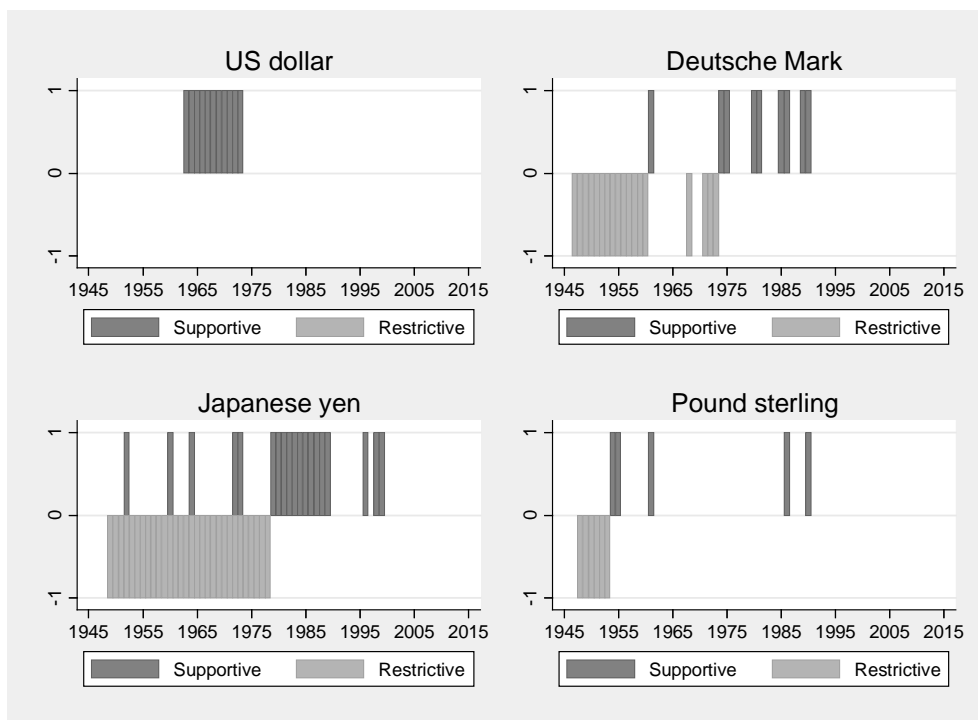 US dollar
1
0
-1
1945 1955 1965 1975 1985 1995 2005 2015
Supportive Restrictive
Deutsche Mark
1
0
-1
1945 1955 1965 1975 1985 1995 2005 2015
Supportive Restrictive
Japanese yen
1
0
-1
1945 1955 1965 1975 1985 1995 2005 2015
Supportive Restrictive
Pound sterling
1
0
-1
1945 1955 1965 1975 1985 1995 2005 2015
Supportive Restrictive